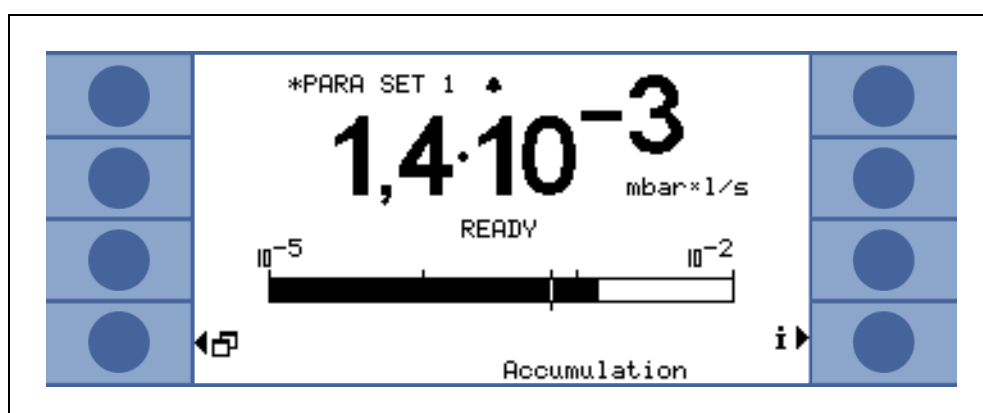 *PARA SET 1 ♣
1,4·10⁻³
mbar*l/s
READY
10⁻⁵ 10⁻²
i
Accumulation